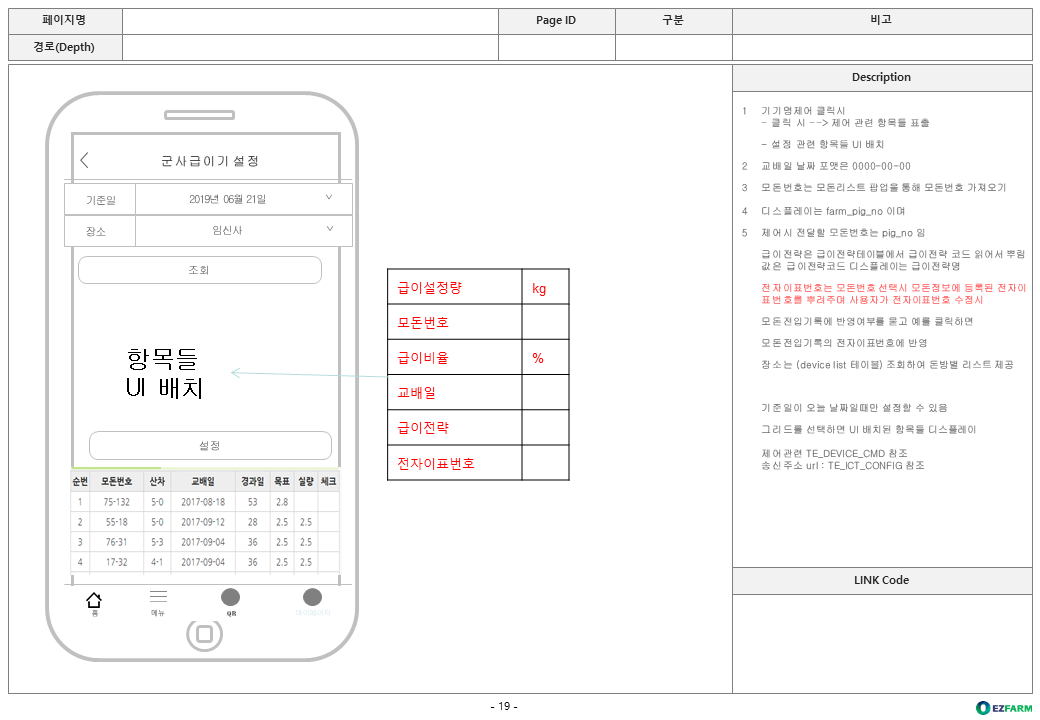 페이지명
Page ID
구분
비고
경로(Depth)
Description
군사급이기 설정
기준일
2019년 06월 21일
장소
임신사
조회
항목들
UI 배치
설정
순번 모돈번호 산차 교배일 경과일 목표 실량 체크
1 75-132 5-0 2017-08-18 53 2.8
2 55-18 5-0 2017-09-12 28 2.5 2.5
3 76-31 5-3 2017-09-04 36 2.5 2.5
4 17-32 4-1 2017-09-04 36 2.5 2.5
홈
메뉴
QR
마이페이지
급이설정량 kg
모돈번호
급이비율 %
교배일
급이전략
전자이표번호
1 기기명제어 클릭시
- 클릭 시 --> 제어 관련 항목들 표출
- 설정 관련 항목들 UI 배치
2 교배일 날짜 포맷은 0000-00-00
3 모돈번호는 모돈리스트 팝업을 통해 모돈번호 가져오기
4 디스플레이는 farm_pig_no 이며
5 제어시 전달할 모돈번호는 pig_no 임
급이전략은 급이전략테이블에서 급이전략 코드 읽어서 뿌림
값은 급이전략코드 디스플레이는 급이전략명
전자이표번호는 모돈번호 선택시 모돈정보에 등록된 전자이
표번호를 뿌려주며 사용자가 전자이표번호 수정시
모돈전입기록에 반영여부를 묻고 예를 클릭하면
모돈전입기록의 전자이표번호에 반영
장소는 (device list 테이블) 조회하여 돈방별 리스트 제공
기준일이 오늘 날짜일때만 설정할 수 있음
그리드를 선택하면 UI 배치된 항목들 디스플레이
제어관련 TE_DEVICE_CMD 참조
송신주소 url : TE_ICT_CONFIG 참조
LINK Code
- 19 -
EZFARM